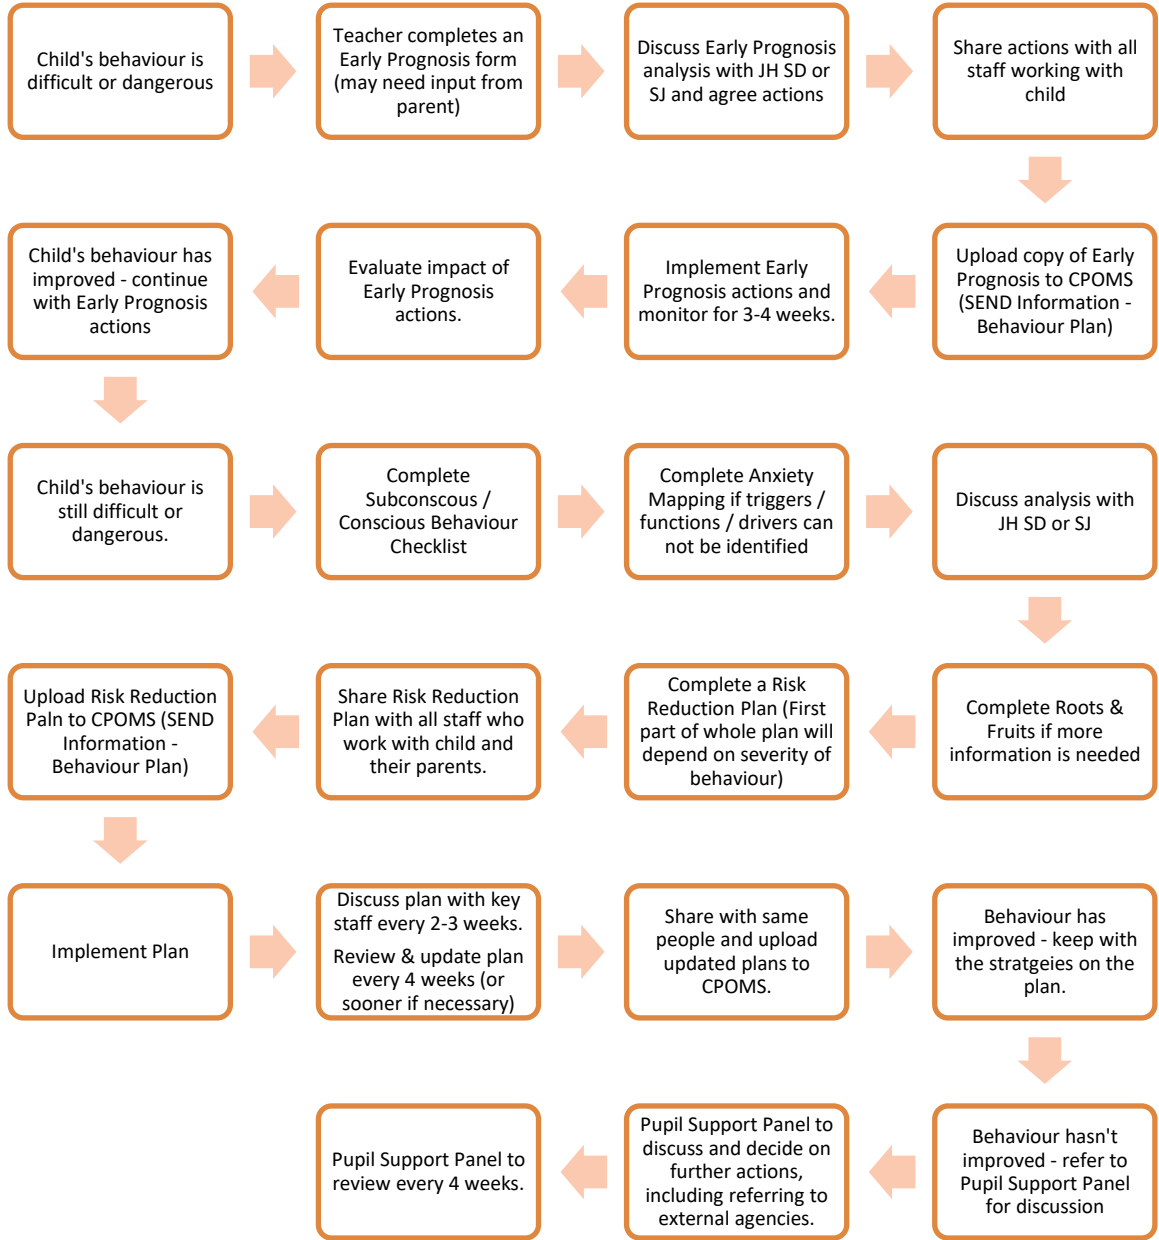 Child's behaviour is
difficult or dangerous
Teacher completes an
Early Prognosis form
(may need input from
parent)
Discuss Early Prognosis
analysis with JH SD or
SJ and agree actions
Share actions with all
staff working with
child
Upload copy of Early
Prognosis to CPOMS
(SEND Information -
Behaviour Plan)
Implement Early
Prognosis actions and
monitor for 3-4 weeks.
Evaluate impact of
Early Prognosis
actions.
Child's behaviour has
improved - continue
with Early Prognosis
actions
Child's behaviour is
still difficult or
dangerous.
Complete
Subconscous /
Conscious Behaviour
Checklist
Complete Anxiety
Mapping if triggers /
functions / drivers can
not be identified
Discuss analysis with
JH SD or SJ
Complete Roots &
Fruits if more
information is needed
Complete a Risk
Reduction Plan (First
part of whole plan will
depend on severity of
behaviour)
Share Risk Reduction
Plan with all staff who
work with child and
their parents.
Upload Risk Reduction
Paln to CPOMS (SEND
Information -
Behaviour Plan)
Implement Plan
Discuss plan with key
staff every 2-3 weeks.
Review & update plan
every 4 weeks (or
sooner if necessary)
Share with same
people and upload
updated plans to
CPOMS.
Behaviour has
improved - keep with
the stratgeies on the
plan.
Behaviour hasn't
improved - refer to
Pupil Support Panel
for discussion
Pupil Support Panel to
discuss and decide on
further actions,
including referring to
external agencies.
Pupil Support Panel to
review every 4 weeks.